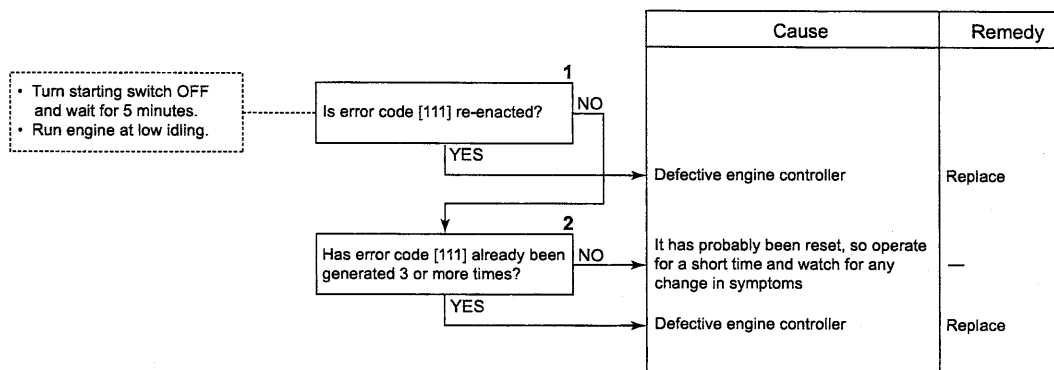 Cause
Remedy
• Turn starting switch OFF
and wait for 5 minutes.
• Run engine at low idling.
1
Is error code [111] re-enacted?
NO
YES
Defective engine controller
Replace
2
Has error code [111] already been
generated 3 or more times?
NO
It has probably been reset, so operate
for a short time and watch for any
change in symptoms
—
YES
Defective engine controller
Replace